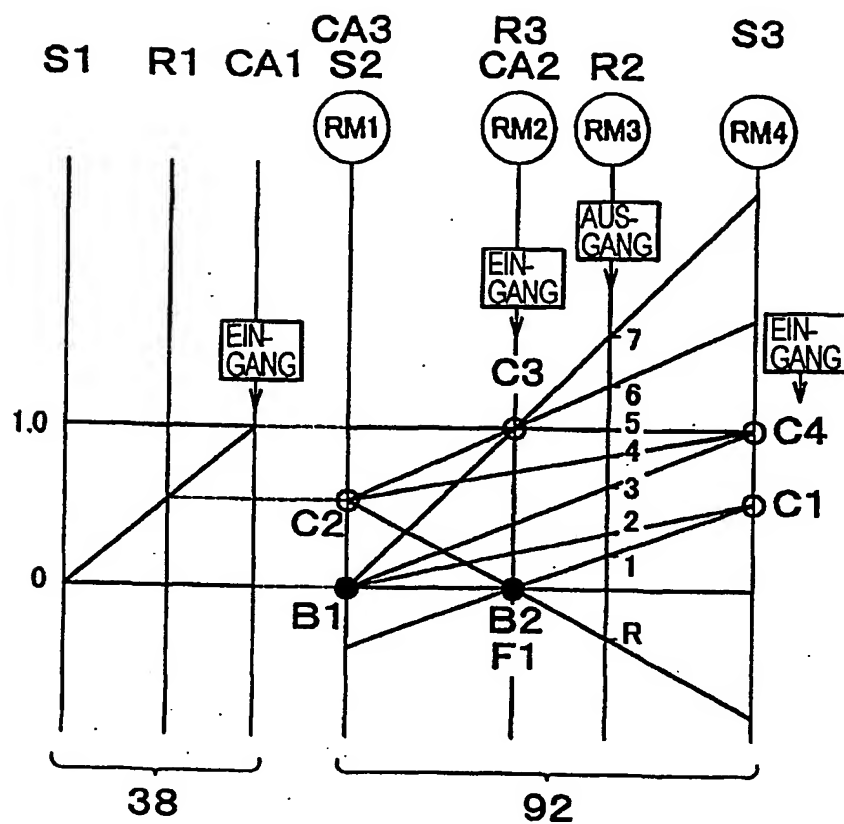 CA3 R3 S3
S1 R1 CA1 S2 CA2 R2
RM1 RM2 RM3 RM4
AUS-
GANG
EIN-
GANG
EIN-
GANG
EIN-
GANG
7
6
C3
1.0
5
C4
4
3
C2
2
C1
1
0
B1
B2
F1
R
38
92